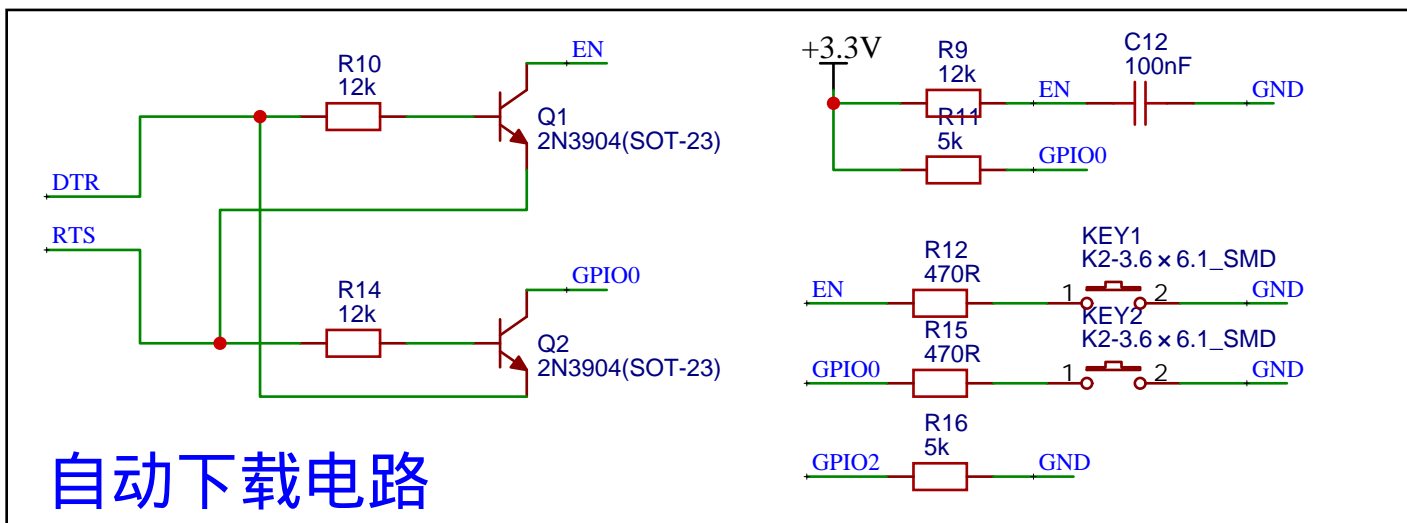 EN
R10
12k
Q1
2N3904(SOT-23)
DTR
RTS
GPIO0
R14
12k
Q2
2N3904(SOT-23)
自动下载电路
+3.3V
R9
12k
EN
C12
100nF
GND
R11
5k
GPIO0
KEY1
K2-3.6×6.1_SMD
R12
470R
EN
1 2
GND
KEY2
K2-3.6×6.1_SMD
R15
470R
GPIO0
1 2
GND
R16
5k
GPIO2
GND